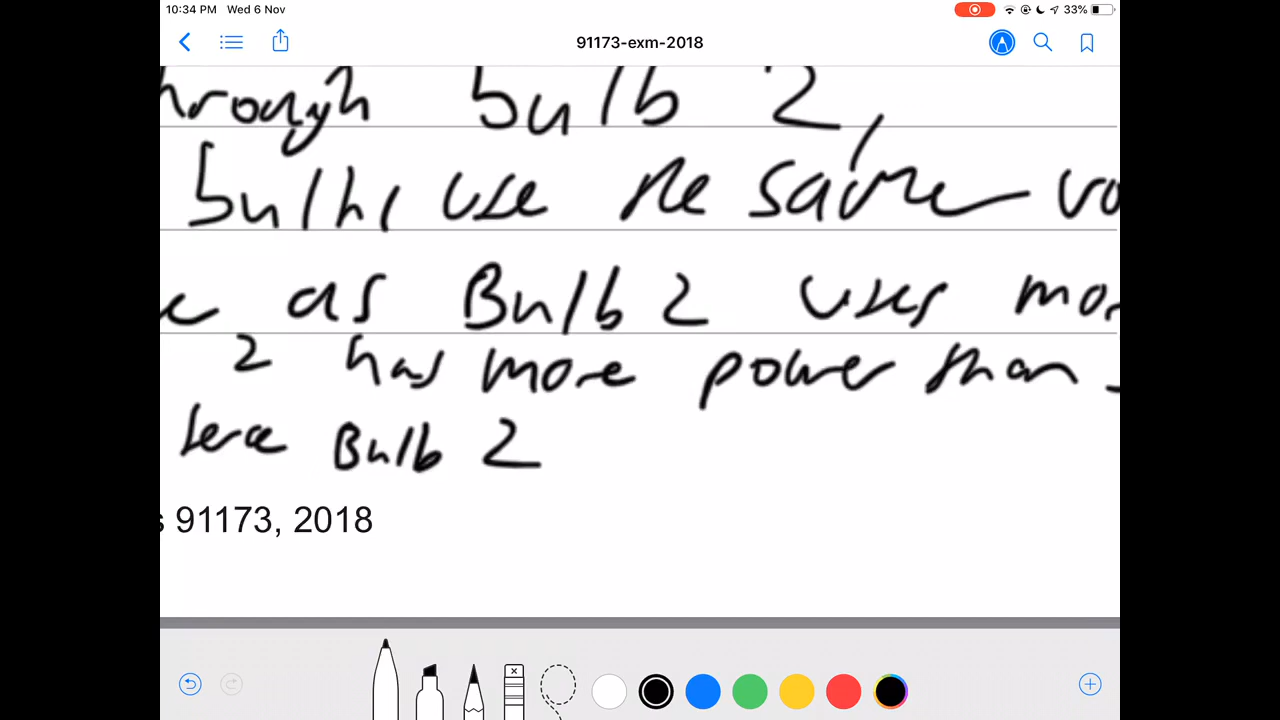 10:34 PM Wed 6 Nov 33%
91173-exm-2018
through bulb 2,
bulbs use the same vo
as Bulb 2 uses mo
2 has more power than
Bulb 2
91173, 2018